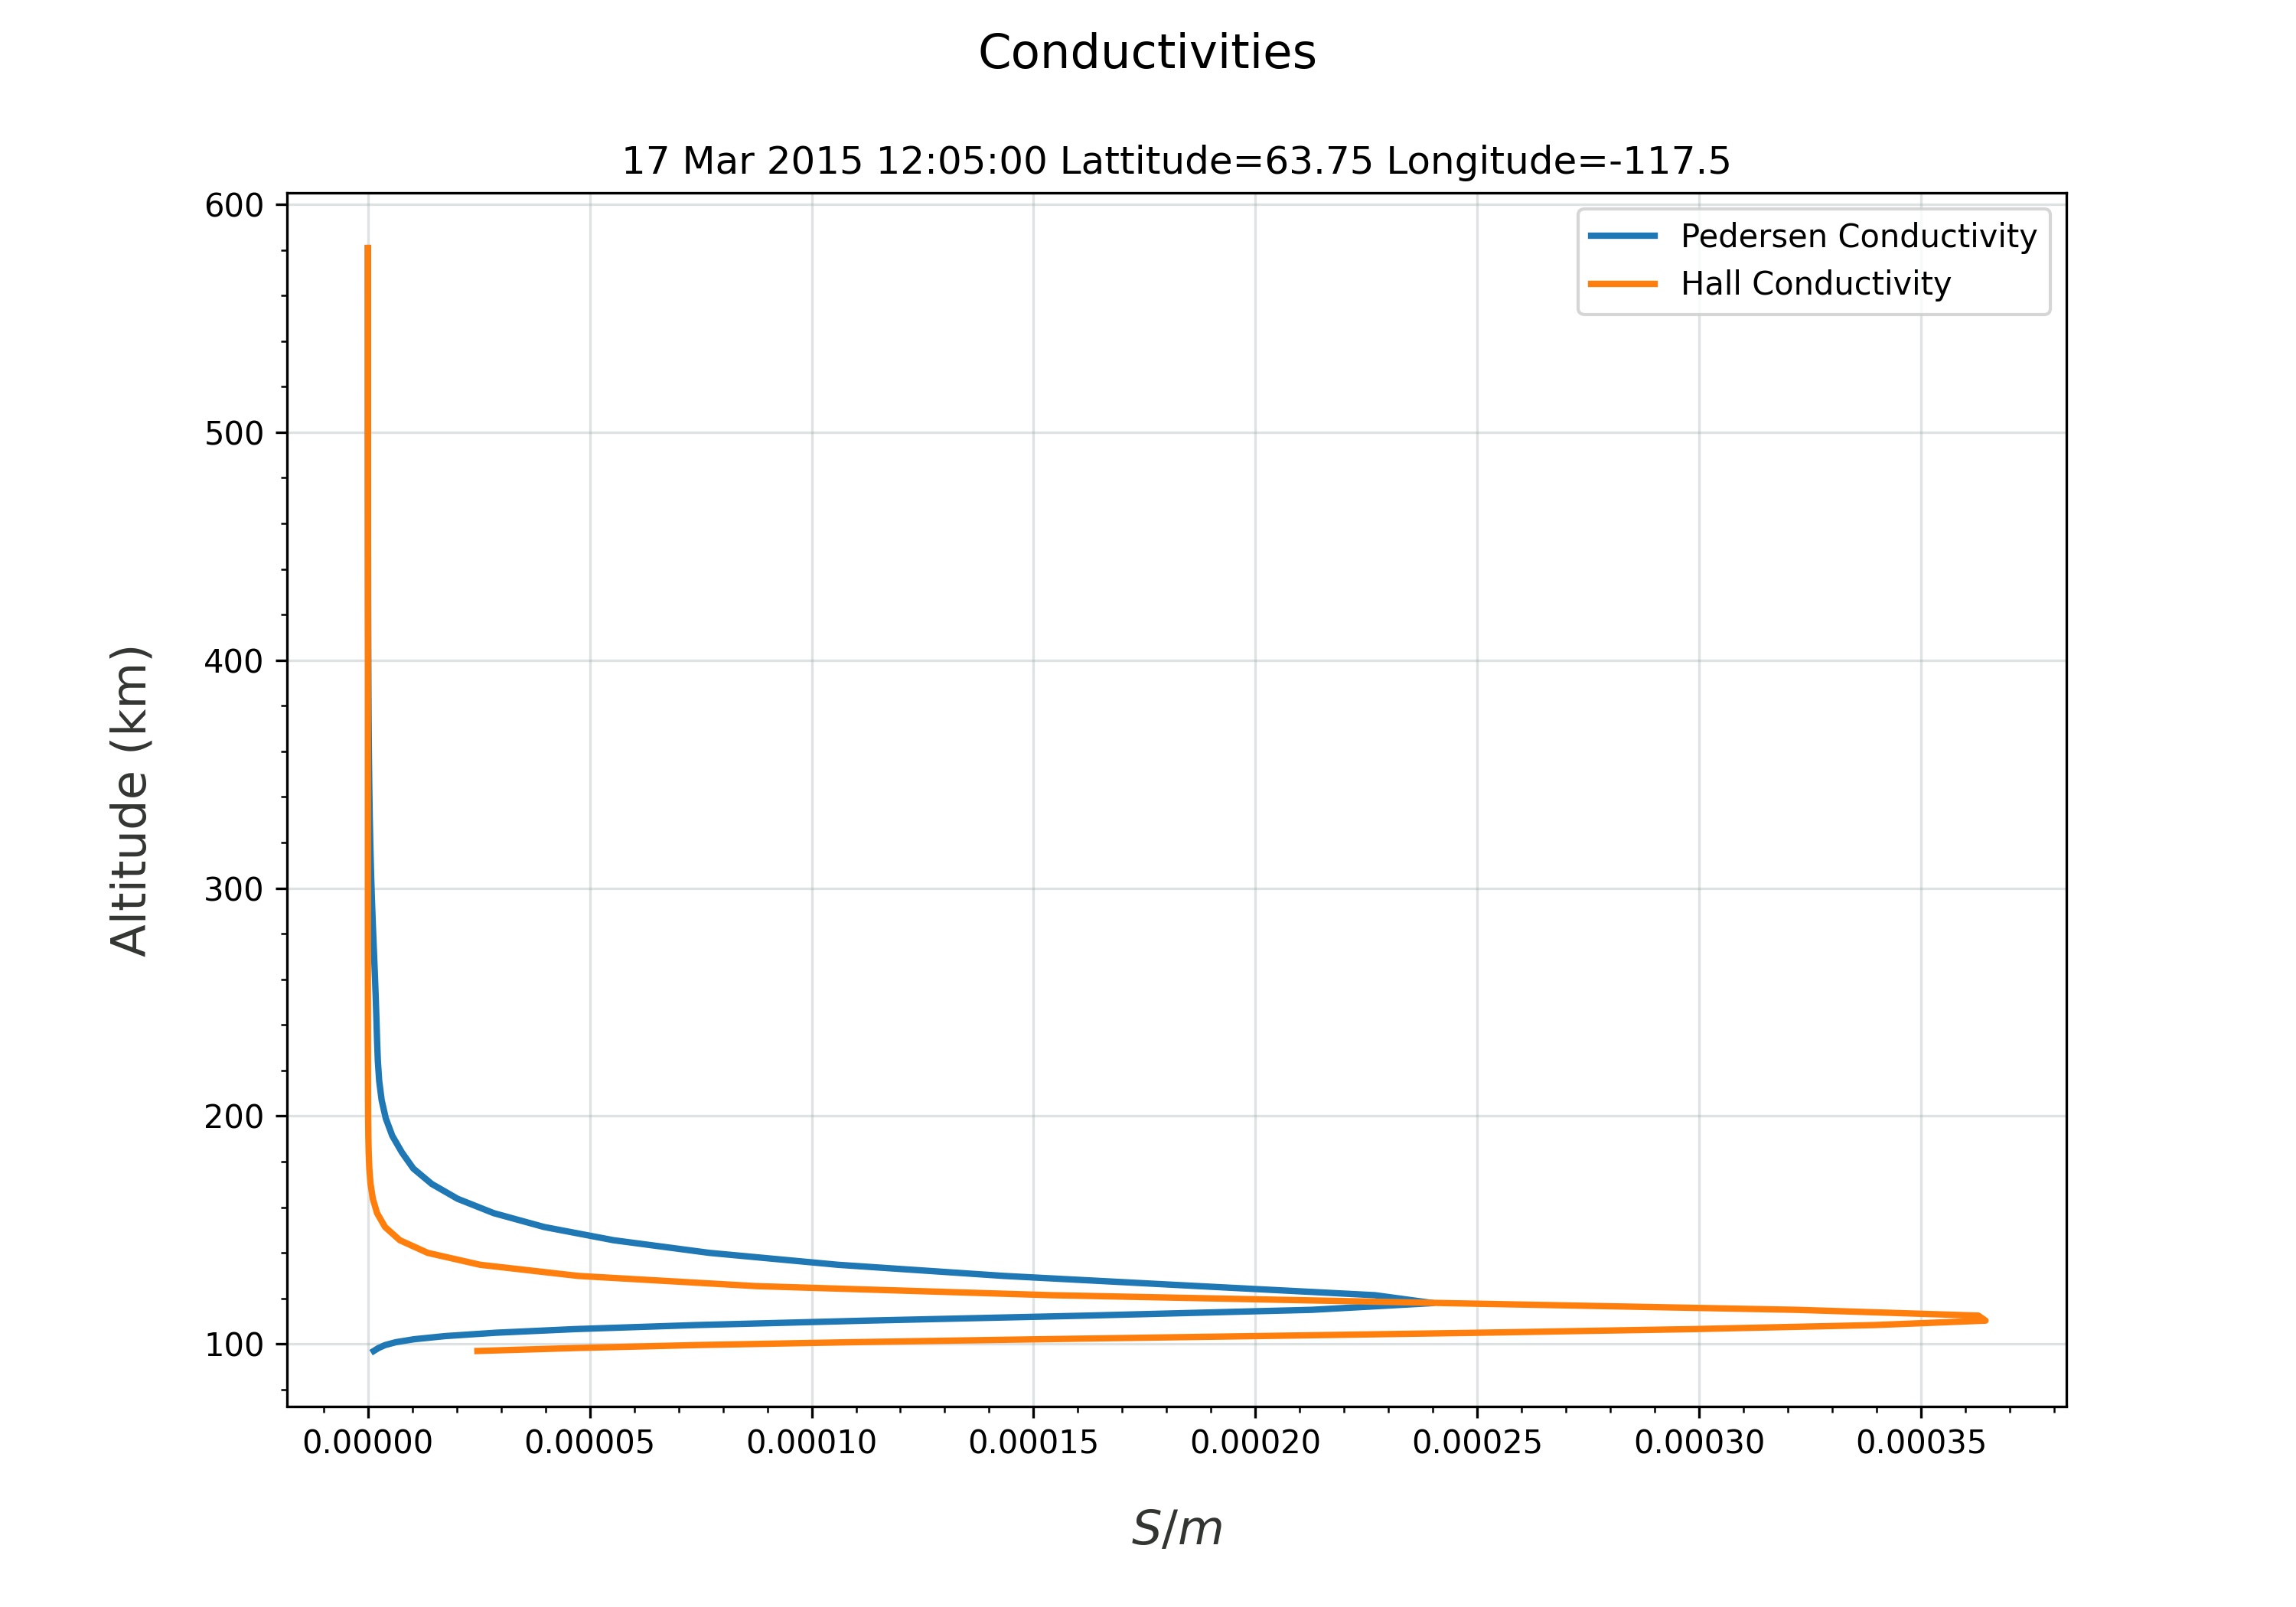 Conductivities
17 Mar 2015 12:05:00 Lattitude=63.75 Longitude=-117.5
Pedersen Conductivity
Hall Conductivity
Altitude (km)
600
500
400
300
200
100
0.00000 0.00005 0.00010 0.00015 0.00020 0.00025 0.00030 0.00035
S/m